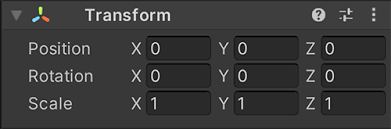 Transform
Position X 0 Y 0 Z 0
Rotation X 0 Y 0 Z 0
Scale X 1 Y 1 Z 1